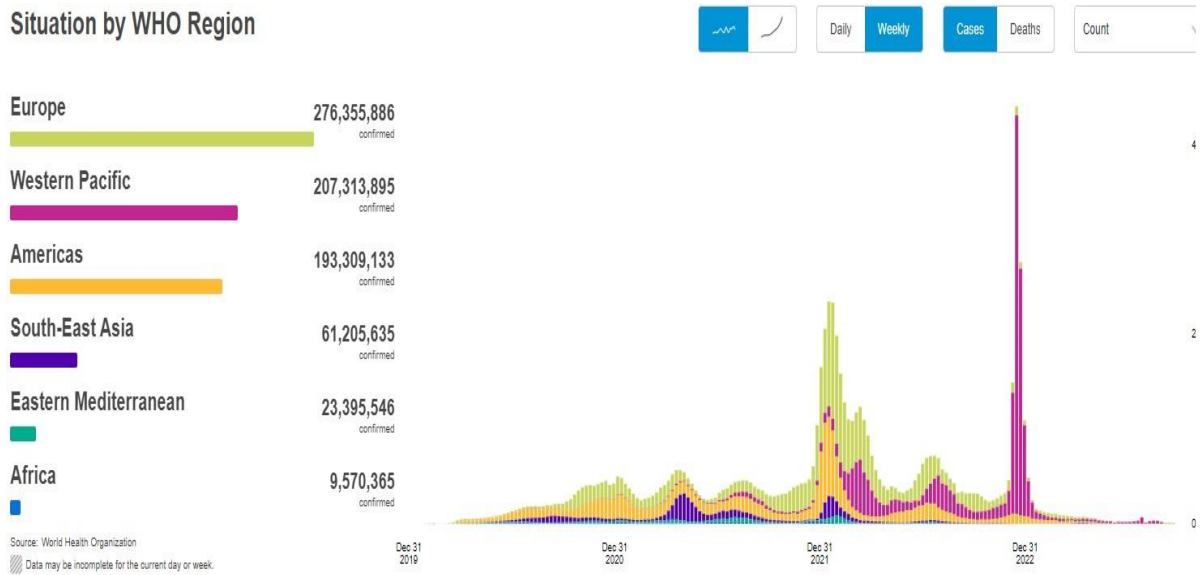 Situation by WHO Region
Daily
Weekly
Cases
Deaths
Count
Europe
276,355,886
confirmed
Western Pacific
207,313,895
confirmed
Americas
193,309,133
confirmed
South-East Asia
61,205,635
confirmed
Eastern Mediterranean
23,395,546
confirmed
Africa
9,570,365
confirmed
Source: World Health Organization
Data may be incomplete for the current day or week.
4
2
0
Dec 31
2019
Dec 31
2020
Dec 31
2021
Dec 31
2022